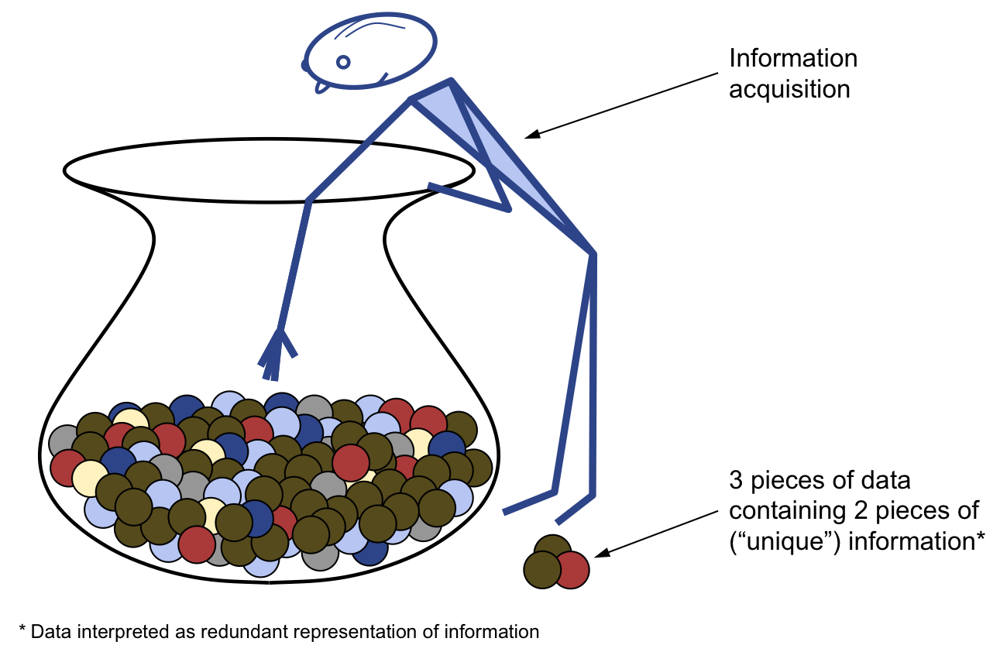 Information
acquisition
3 pieces of data
containing 2 pieces of
(“unique”) information*
* Data interpreted as redundant representation of information